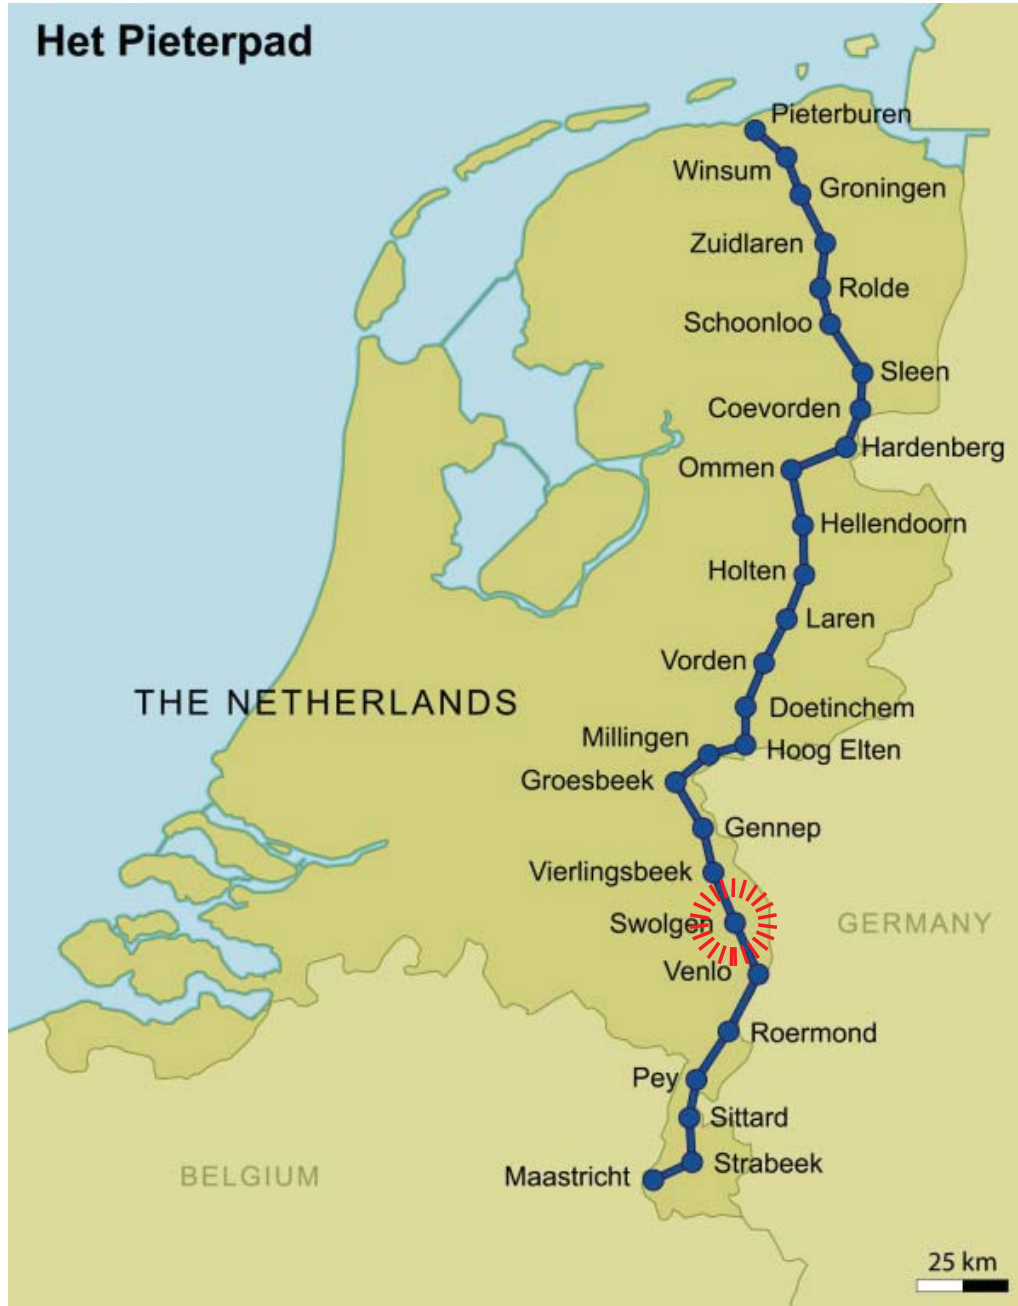 Het Pieterpad
Pieterburen
Winsum
Groningen
Zuidlaren
Rolde
Schoonloo
Sleen
Coevorden
Hardenberg
Ommen
Hellendoorn
Holten
Laren
Vorden
THE NETHERLANDS
Doetinchem
Millingen
Hoog Elten
Groesbeek
Gennep
Vierlingsbeek
Swolgen
GERMANY
Venlo
Roermond
Pey
Sittard
Strabeek
Maastricht
BELGIUM
25 km